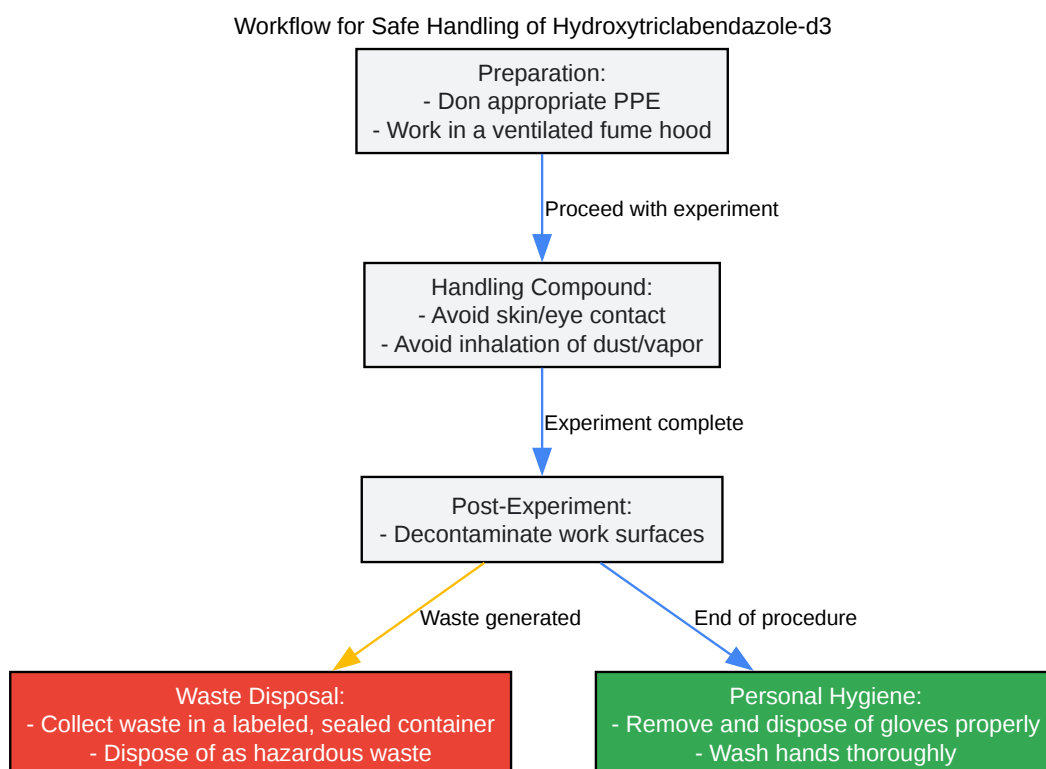 Workflow for Safe Handling of Hydroxytriclabendazole-d3
Preparation:
- Don appropriate PPE
- Work in a ventilated fume hood
Proceed with experiment
Handling Compound:
- Avoid skin/eye contact
- Avoid inhalation of dust/vapor
Experiment complete
Post-Experiment:
- Decontaminate work surfaces
Waste generated
End of procedure
Waste Disposal:
- Collect waste in a labeled, sealed container
- Dispose of as hazardous waste
Personal Hygiene:
- Remove and dispose of gloves properly
- Wash hands thoroughly